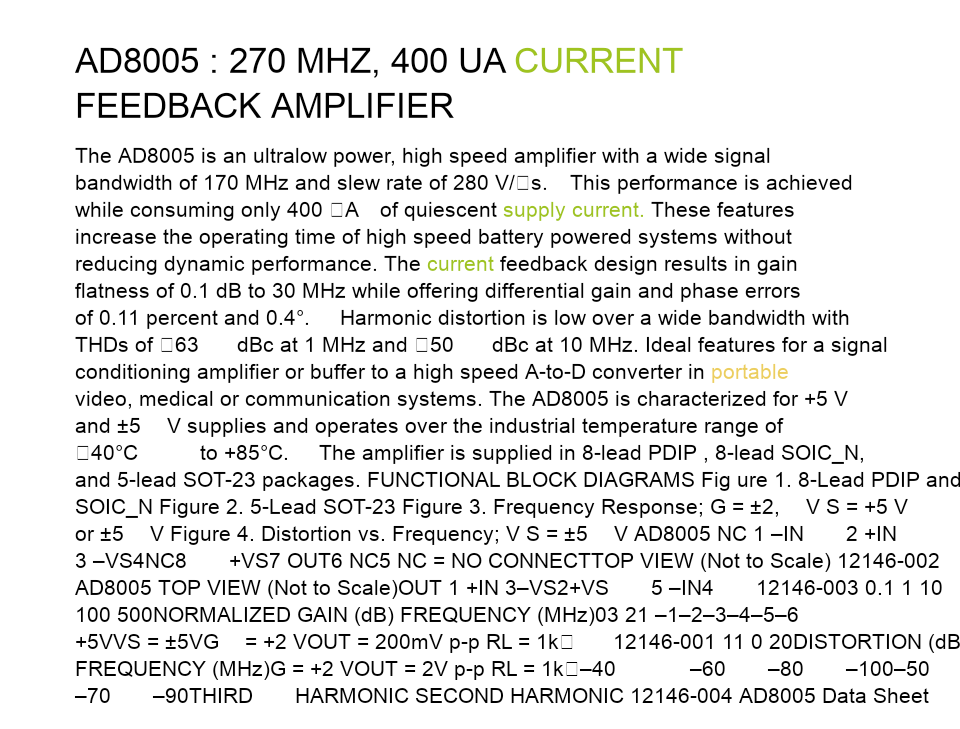 AD8005 : 270 MHZ, 400 UA CURRENT
FEEDBACK AMPLIFIER
The AD8005 is an ultralow power, high speed amplifier with a wide signal
bandwidth of 170 MHz and slew rate of 280 V/□s. This performance is achieved
while consuming only 400 □A of quiescent supply current. These features
increase the operating time of high speed battery powered systems without
reducing dynamic performance. The current feedback design results in gain
flatness of 0.1 dB to 30 MHz while offering differential gain and phase errors
of 0.11 percent and 0.4°. Harmonic distortion is low over a wide bandwidth with
THDs of □63 dBc at 1 MHz and □50 dBc at 10 MHz. Ideal features for a signal
conditioning amplifier or buffer to a high speed A-to-D converter in portable
video, medical or communication systems. The AD8005 is characterized for +5 V
and ±5 V supplies and operates over the industrial temperature range of
□40°C to +85°C. The amplifier is supplied in 8-lead PDIP , 8-lead SOIC_N,
and 5-lead SOT-23 packages. FUNCTIONAL BLOCK DIAGRAMS Fig ure 1. 8-Lead PDIP and
SOIC_N Figure 2. 5-Lead SOT-23 Figure 3. Frequency Response; G = ±2, V S = +5 V
or ±5 V Figure 4. Distortion vs. Frequency; V S = ±5 V AD8005 NC 1 –IN 2 +IN
3 –VS4NC8 +VS7 OUT6 NC5 NC = NO CONNECTTOP VIEW (Not to Scale) 12146-002
AD8005 TOP VIEW (Not to Scale)OUT 1 +IN 3–VS2+VS 5 –IN4 12146-003 0.1 1 10
100 500NORMALIZED GAIN (dB) FREQUENCY (MHz)03 21 –1–2–3–4–5–6
+5VVS = ±5VG = +2 VOUT = 200mV p-p RL = 1k□ 12146-001 11 0 20DISTORTION (dB
FREQUENCY (MHz)G = +2 VOUT = 2V p-p RL = 1k□–40 –60 –80 –100–50
–70 –90THIRD HARMONIC SECOND HARMONIC 12146-004 AD8005 Data Sheet